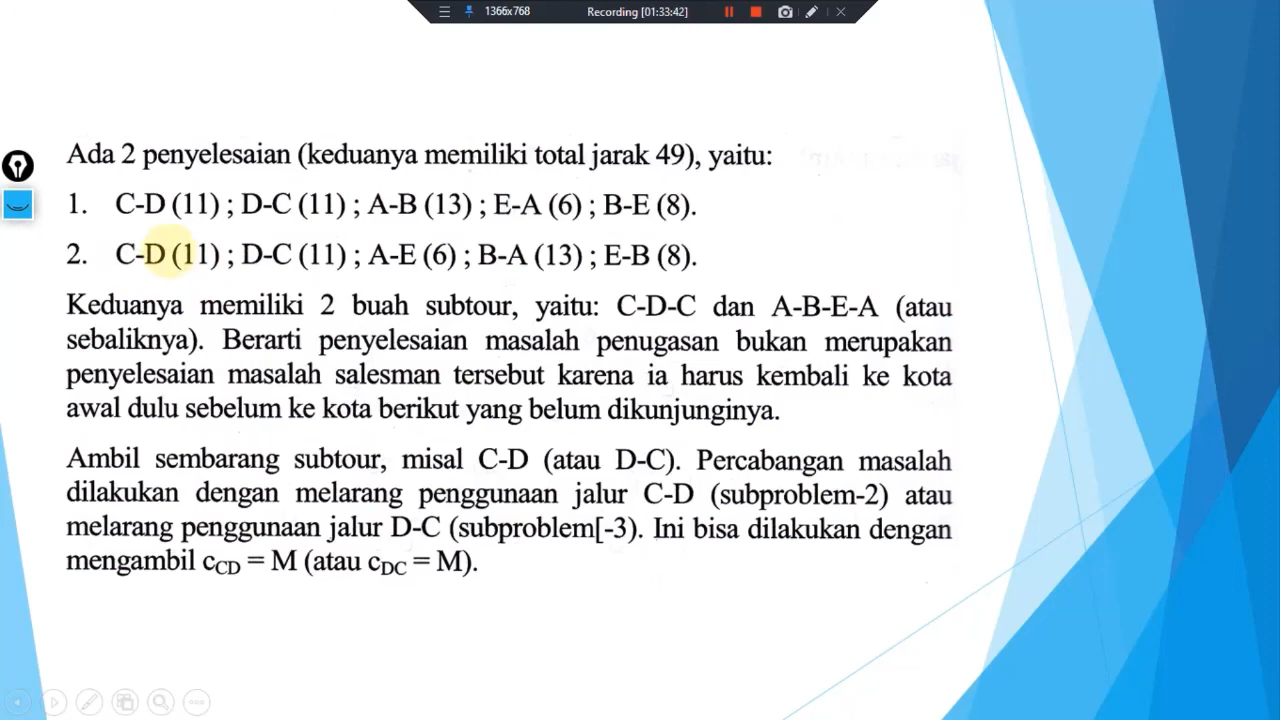 1366x768 Recording [01:33:42]
Ada 2 penyelesaian (keduanya memiliki total jarak 49), yaitu:
1. C-D (11) ; D-C (11) ; A-B (13) ; E-A (6) ; B-E (8).
2. C-D (11) ; D-C (11) ; A-E (6) ; B-A (13) ; E-B (8).
Keduanya memiliki 2 buah subtour, yaitu: C-D-C dan A-B-E-A (atau
sebaliknya). Berarti penyelesaian masalah penugasan bukan merupakan
penyelesaian masalah salesman tersebut karena ia harus kembali ke kota
awal dulu sebelum ke kota berikut yang belum dikunjunginya.
Ambil sembarang subtour, misal C-D (atau D-C). Percabangan masalah
dilakukan dengan melarang penggunaan jalur C-D (subproblem-2) atau
melarang penggunaan jalur D-C (subproblem[-3). Ini bisa dilakukan dengan
mengambil cCD = M (atau cDC = M).